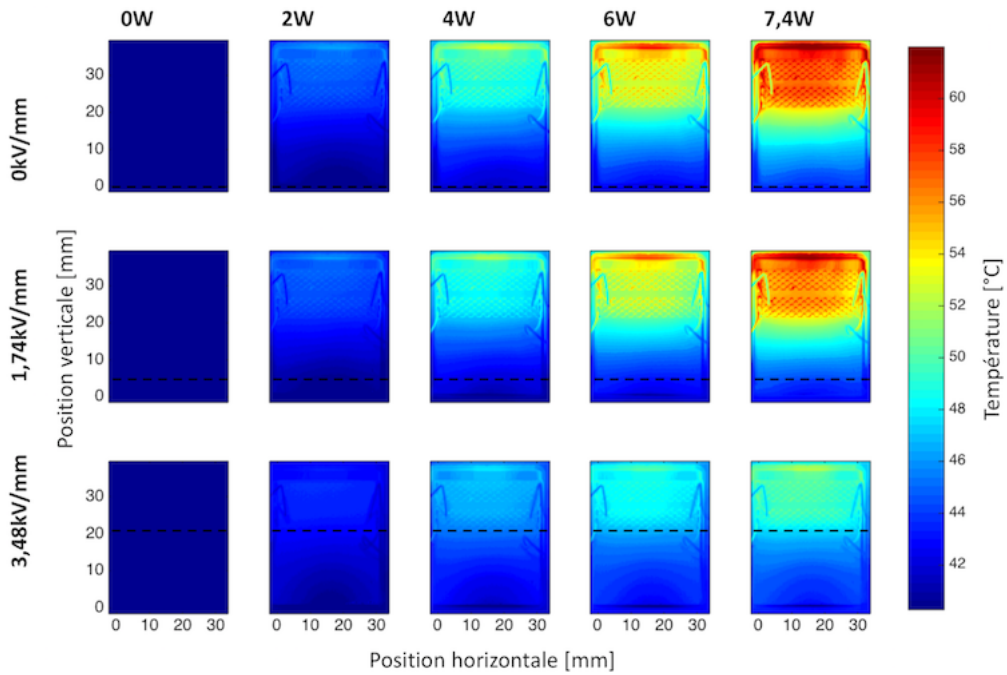 0W 2W 4W 6W 7,4W
0kV/mm
30
20
10
0
1,74kV/mm
30
20
10
0
3,48kV/mm
30
20
10
0
Position verticale [mm]
0 10 20 30 0 10 20 30 0 10 20 30 0 10 20 30 0 10 20 30
Position horizontale [mm]
60
58
56
54
52
50
48
46
44
42
Température [°C]